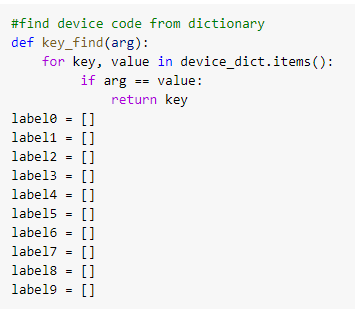 #find device code from dictionary
def key_find(arg):
    for key, value in device_dict.items():
        if arg == value:
            return key
label0 = []
label1 = []
label2 = []
label3 = []
label4 = []
label5 = []
label6 = []
label7 = []
label8 = []
label9 = []